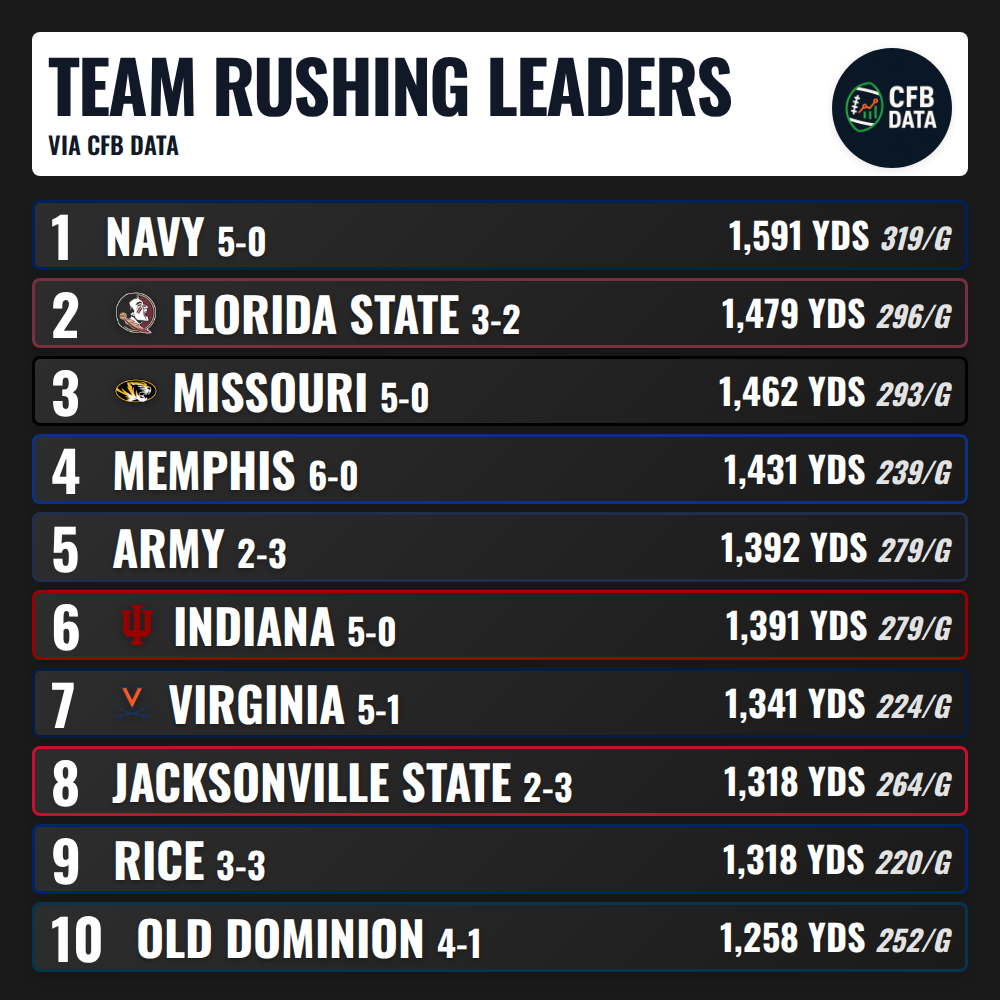 TEAM RUSHING LEADERS
VIA CFB DATA
CFB
DATA
1 NAVY 5-0 1,591 YDS 319/G
2 FLORIDA STATE 3-2 1,479 YDS 296/G
3 MISSOURI 5-0 1,462 YDS 293/G
4 MEMPHIS 6-0 1,431 YDS 239/G
5 ARMY 2-3 1,392 YDS 279/G
6 INDIANA 5-0 1,391 YDS 279/G
7 VIRGINIA 5-1 1,341 YDS 224/G
8 JACKSONVILLE STATE 2-3 1,318 YDS 264/G
9 RICE 3-3 1,318 YDS 220/G
10 OLD DOMINION 4-1 1,258 YDS 252/G